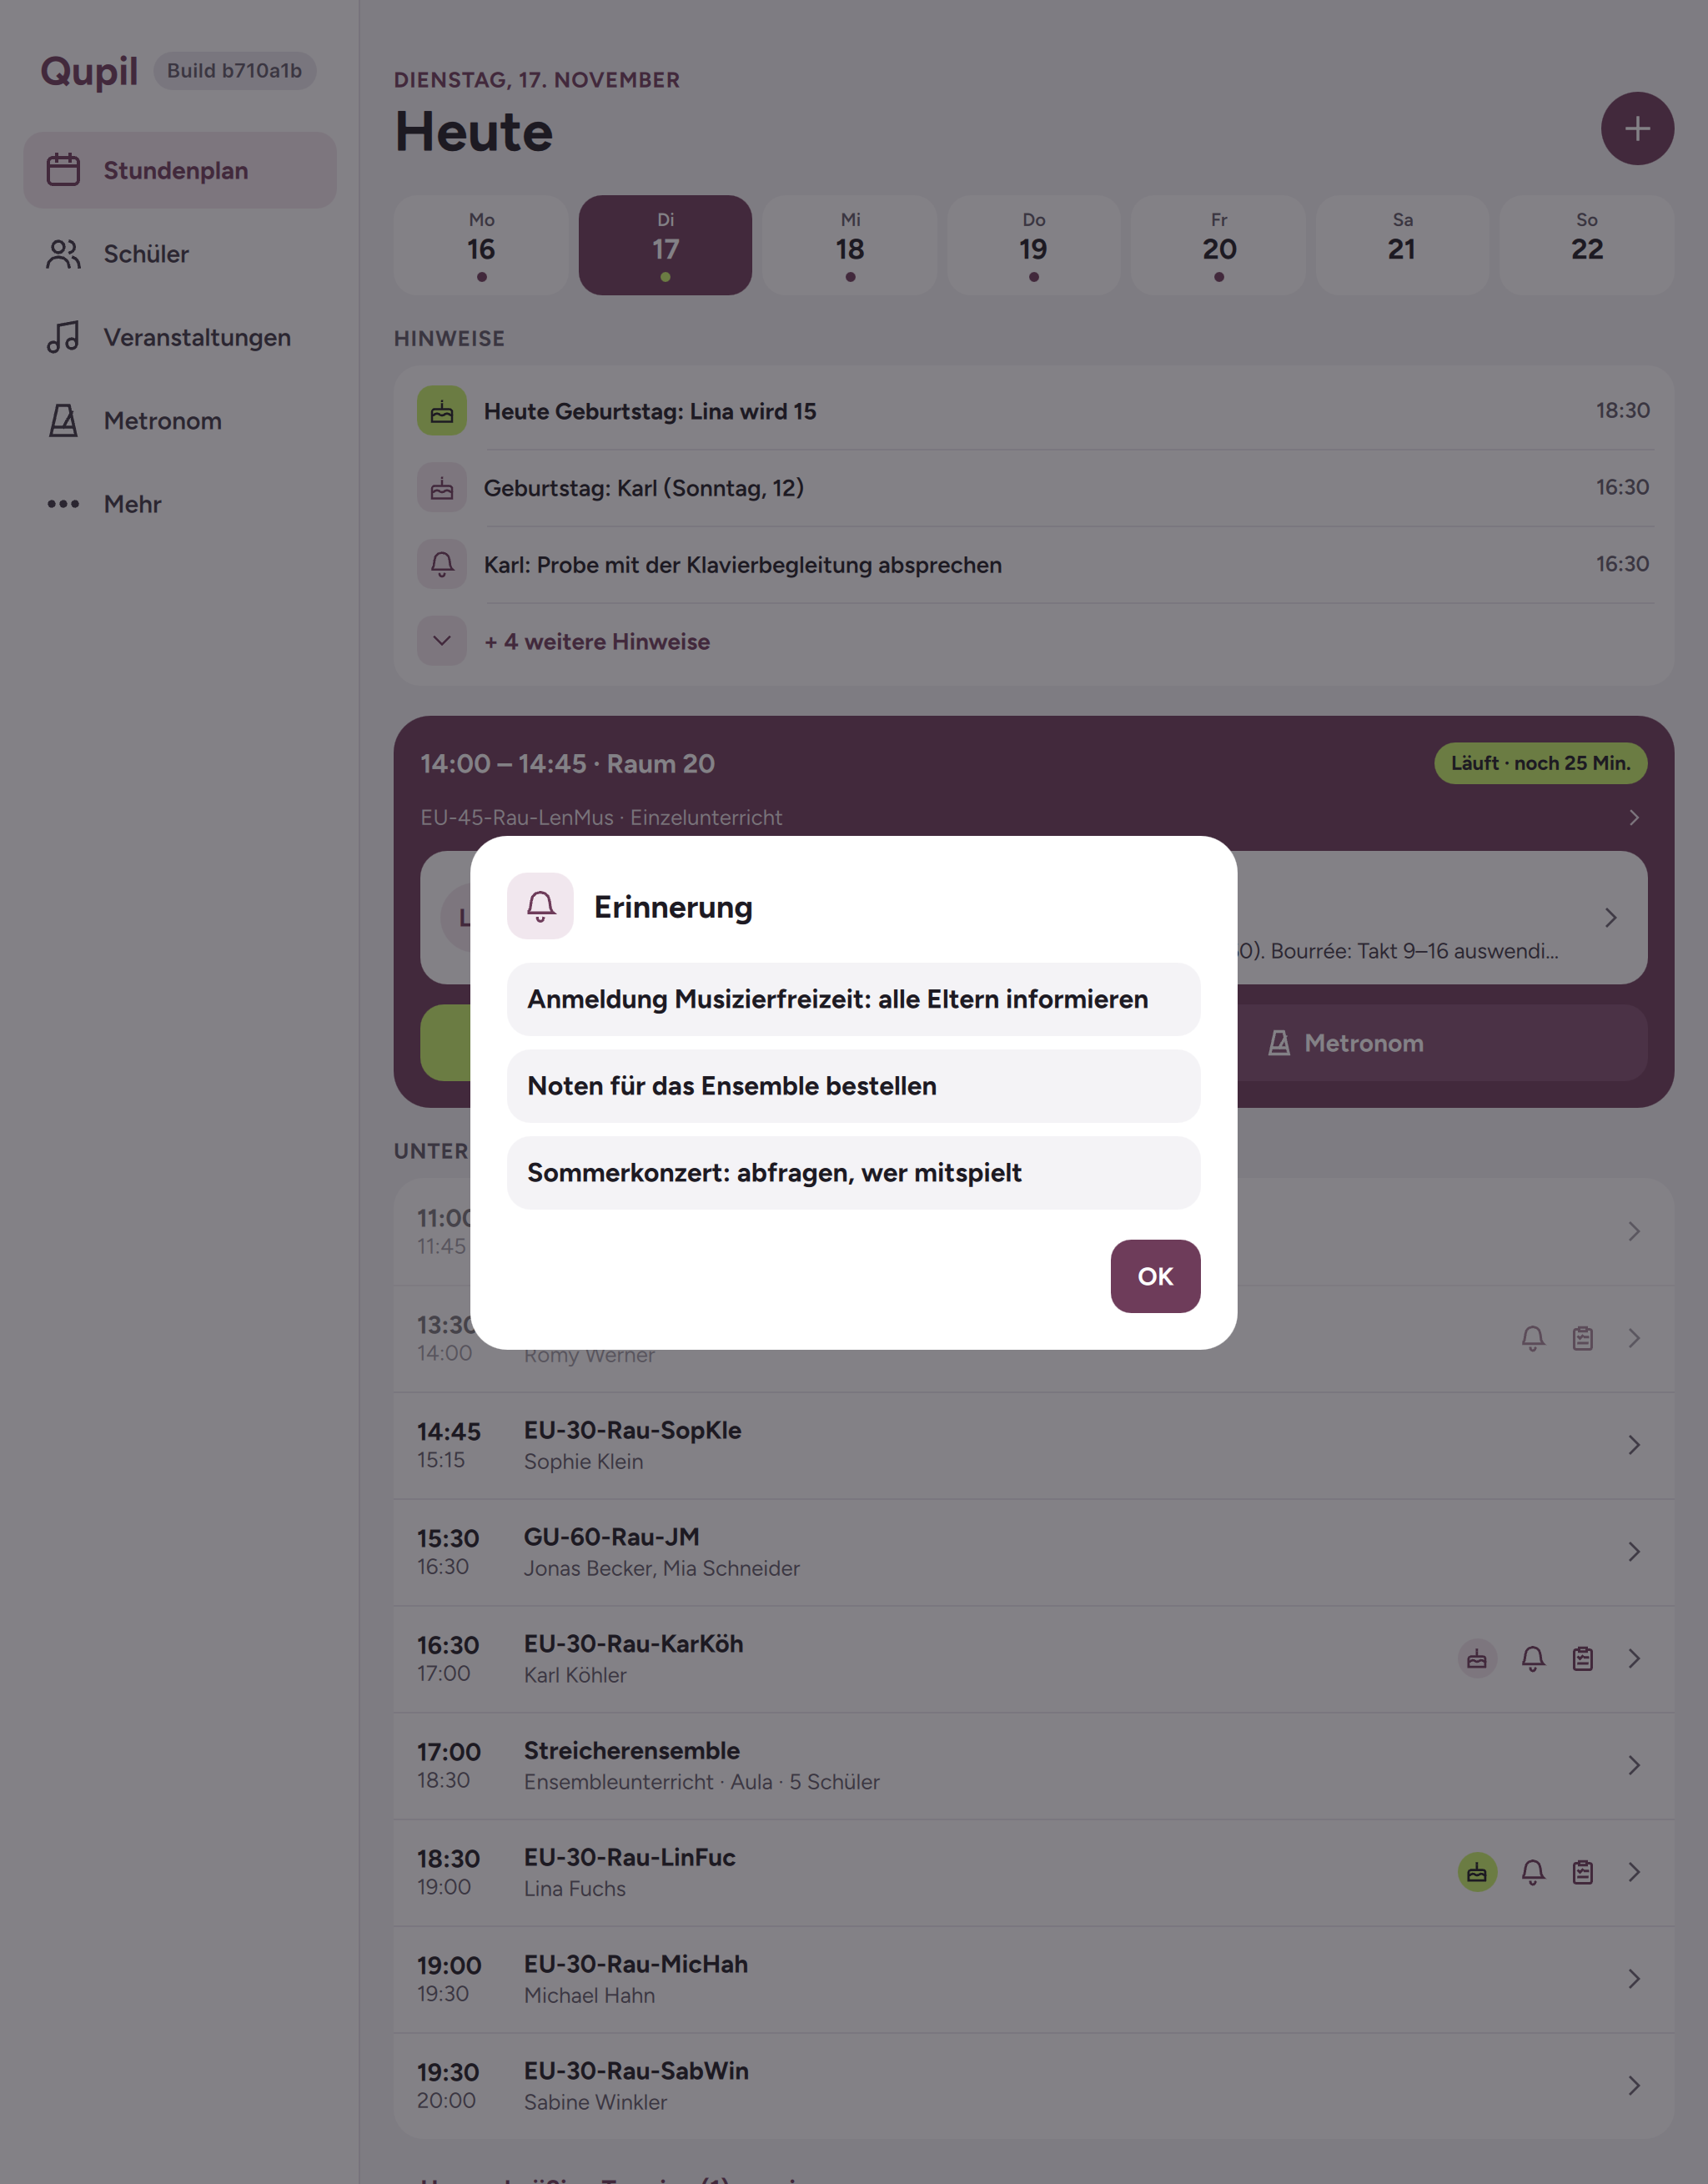 Qupil
Build b710a1b
Stundenplan
Schüler
Veranstaltungen
Metronom
Mehr
DIENSTAG, 17. NOVEMBER
Heute
Mo
16
Di
17
Mi
18
Do
19
Fr
20
Sa
21
So
22
HINWEISE
Heute Geburtstag: Lina wird 15
18:30
Geburtstag: Karl (Sonntag, 12)
16:30
Karl: Probe mit der Klavierbegleitung absprechen
16:30
+ 4 weitere Hinweise
14:00 – 14:45 · Raum 20
Läuft · noch 25 Min.
EU-45-Rau-LenMus · Einzelunterricht
Bourrée: Takt 9–16 auswendi...
Metronom
Erinnerung
Anmeldung Musizierfreizeit: alle Eltern informieren
Noten für das Ensemble bestellen
Sommerkonzert: abfragen, wer mitspielt
OK
11:45
14:00
Romy Werner
14:45
15:15
EU-30-Rau-SopKle
Sophie Klein
15:30
16:30
GU-60-Rau-JM
Jonas Becker, Mia Schneider
16:30
17:00
EU-30-Rau-KarKöh
Karl Köhler
17:00
18:30
Streicherensemble
Ensembleunterricht · Aula · 5 Schüler
18:30
19:00
EU-30-Rau-LinFuc
Lina Fuchs
19:00
19:30
EU-30-Rau-MicHah
Michael Hahn
19:30
20:00
EU-30-Rau-SabWin
Sabine Winkler